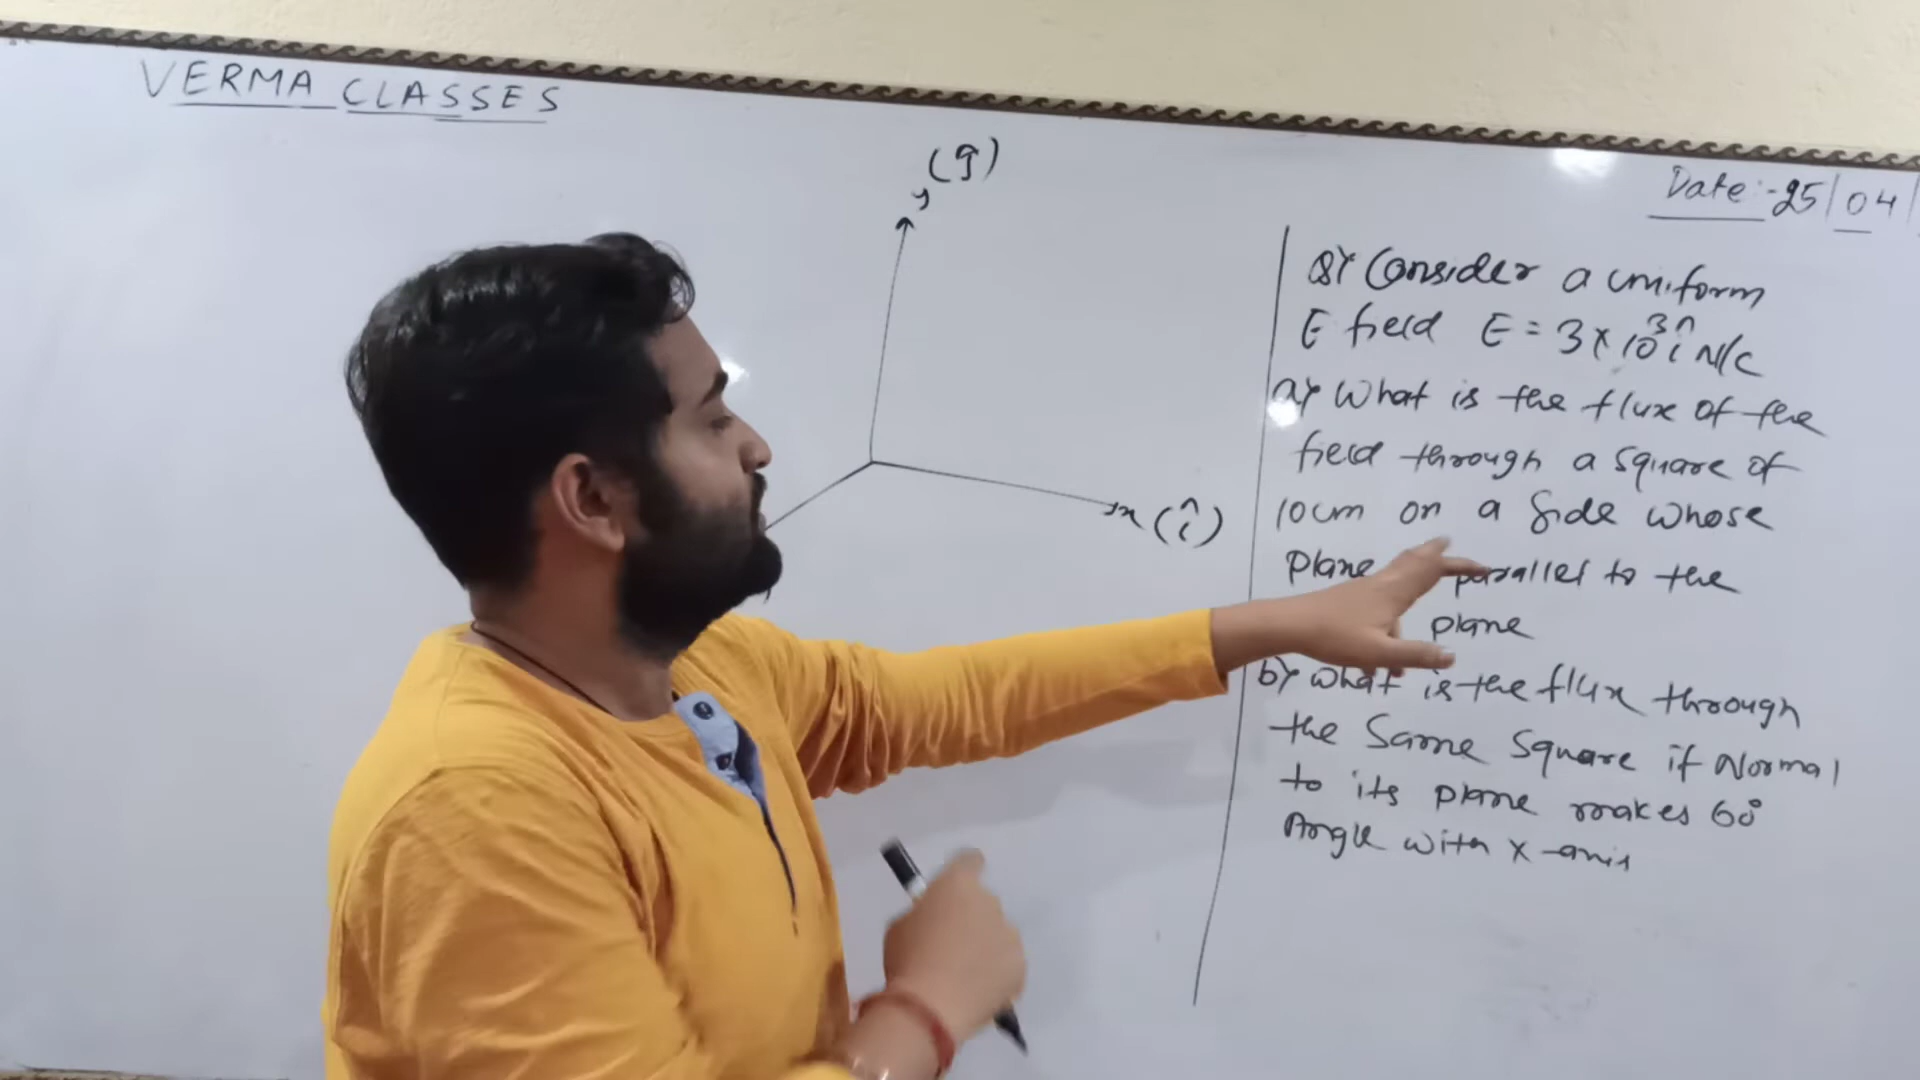 VERMA CLASSES
(ĵ)
y
x (î)
Date :- 25/04/
Q) Consider a uniform
E field E = 3 x 10³ î N/C
a) What is the flux of the
field through a square of
10 cm on a side whose
Plane parallel to the
plane
b) What is the flux through
the Same Square if Normal
to its plane makes 60°
Angle with X-axis